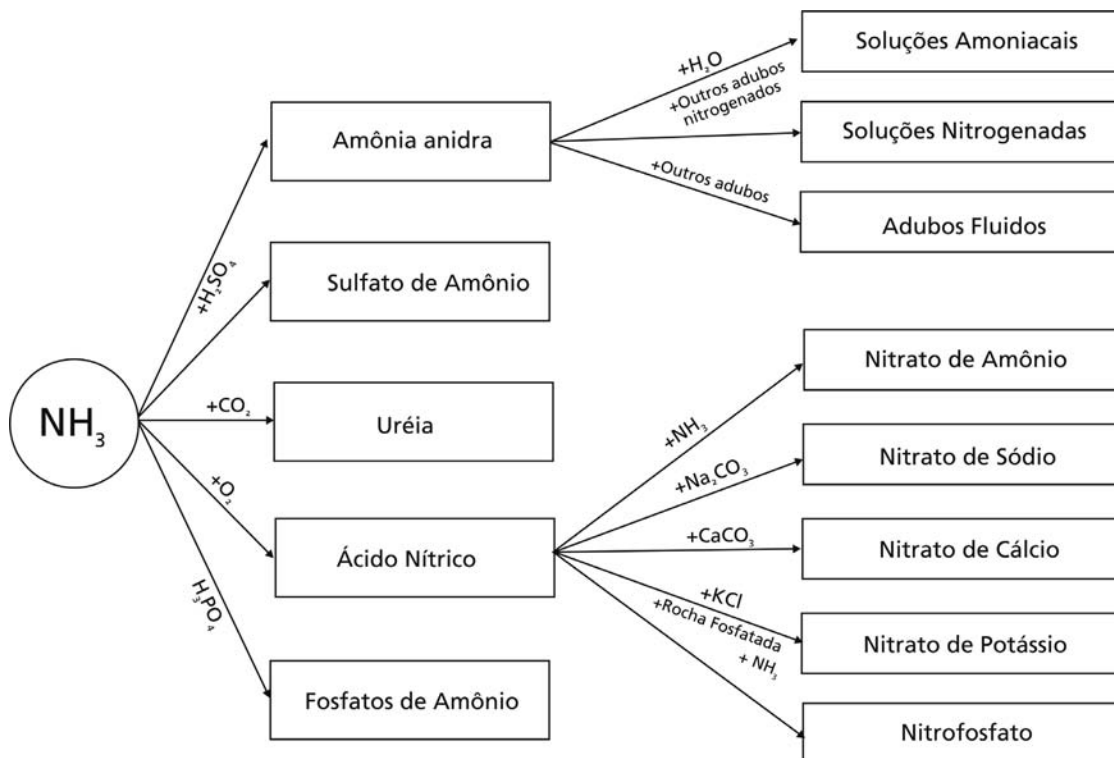 NH₃
+H₂SO₄
+CO₂
+O₂
H₃PO₄
Amônia anidra
Sulfato de Amônio
Uréia
Ácido Nítrico
Fosfatos de Amônio
+H₂O
+Outros adubos
nitrogenados
+Outros adubos
Soluções Amoniacais
Soluções Nitrogenadas
Adubos Fluidos
+NH₃
+Na₂CO₃
+CaCO₃
+KCl
+Rocha Fosfatada
+ NH₃
Nitrato de Amônio
Nitrato de Sódio
Nitrato de Cálcio
Nitrato de Potássio
Nitrofosfato